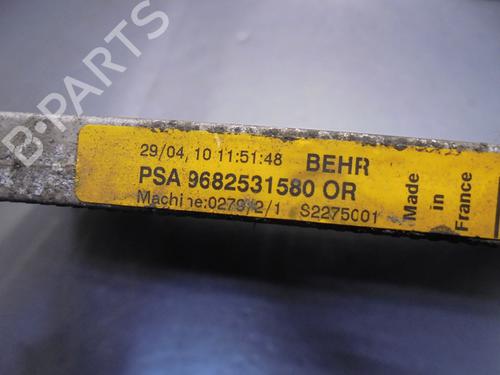 B-PARTS
29/04, 10 11:51:48 BEHR
PSA 9682531580 OR
Machine:0279/2/1 S2275001
Made
in
France